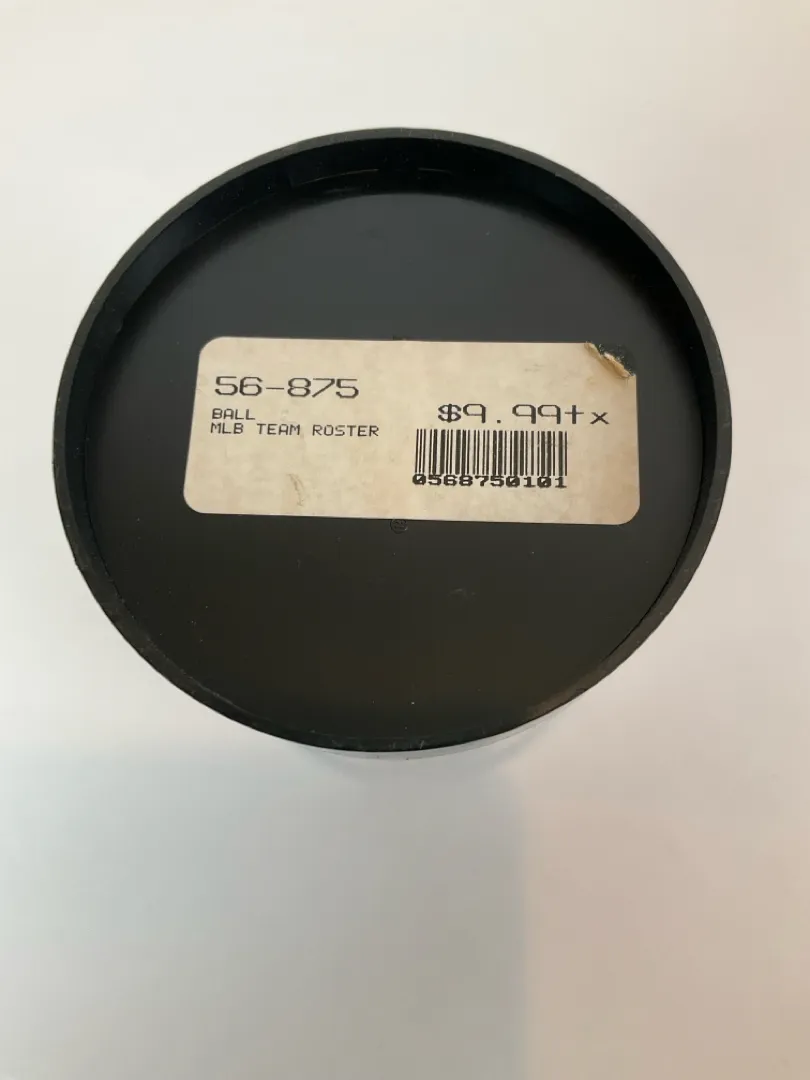 56-875
BALL
MLB TEAM ROSTER
$9.99+x
0568750101